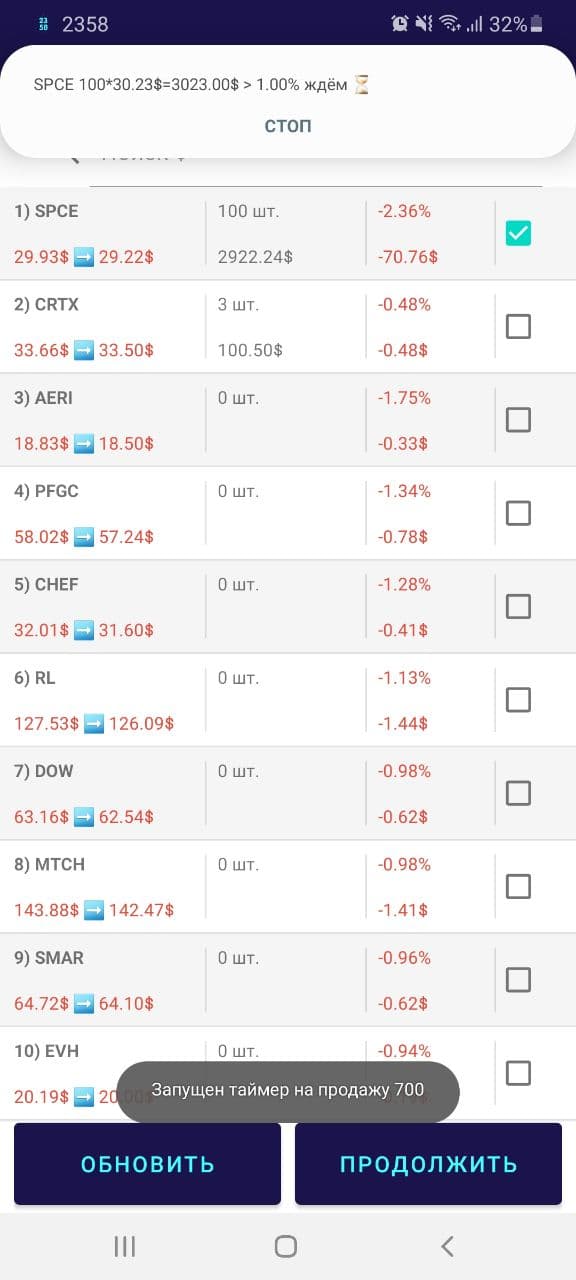 2358
32%
SPCE 100*30.23$=3023.00$ > 1.00% ждём ⏳
СТОП
1) SPCE 100 шт. -2.36%
29.93$ ➡️ 29.22$ 2922.24$ -70.76$
2) CRTX 3 шт. -0.48%
33.66$ ➡️ 33.50$ 100.50$ -0.48$
3) AERI 0 шт. -1.75%
18.83$ ➡️ 18.50$ -0.33$
4) PFGC 0 шт. -1.34%
58.02$ ➡️ 57.24$ -0.78$
5) CHEF 0 шт. -1.28%
32.01$ ➡️ 31.60$ -0.41$
6) RL 0 шт. -1.13%
127.53$ ➡️ 126.09$ -1.44$
7) DOW 0 шт. -0.98%
63.16$ ➡️ 62.54$ -0.62$
8) MTCH 0 шт. -0.98%
143.88$ ➡️ 142.47$ -1.41$
9) SMAR 0 шт. -0.96%
64.72$ ➡️ 64.10$ -0.62$
10) EVH 0 шт. -0.94%
20.19$ ➡️
Запущен таймер на продажу 700
ОБНОВИТЬ ПРОДОЛЖИТЬ